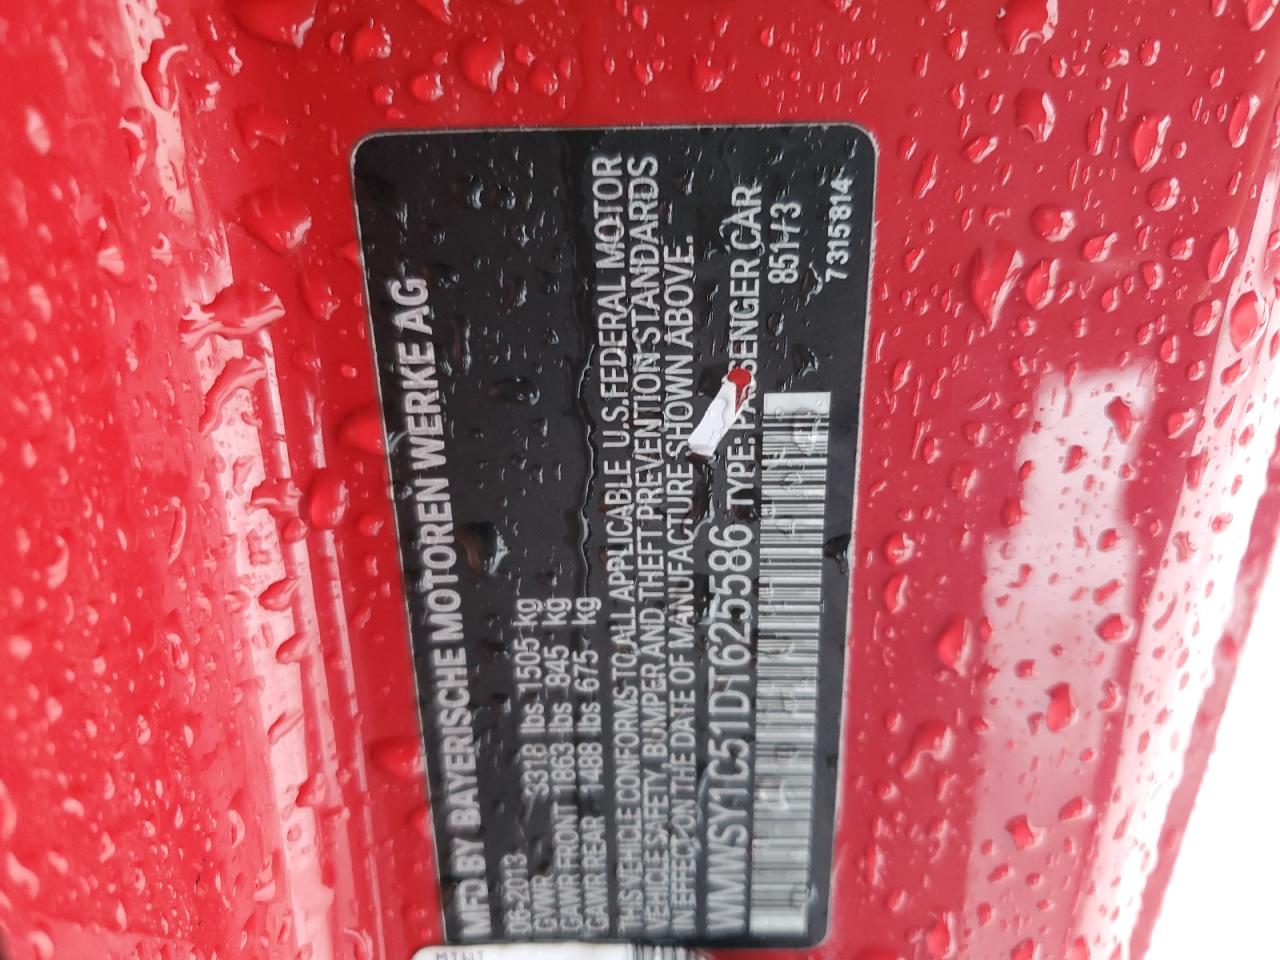 MFD BY BAYERISCHE MOTOREN WERKE AG
06-2013
GVWR 3318 lbs 1505 kg
GAWR FRONT 1863 lbs 845 kg
GAWR REAR 1488 lbs 675 kg
THIS VEHICLE CONFORMS TO ALL APPLICABLE U.S.FEDERAL MOTOR
VEHICLE SAFETY, BUMPER AND THEFT PREVENTION STANDARDS
IN EFFECT ON THE DATE OF MANUFACTURE SHOWN ABOVE.
WMWSY1C51DT625586 TYPE: PASSENGER CAR
851/3
7 315 814